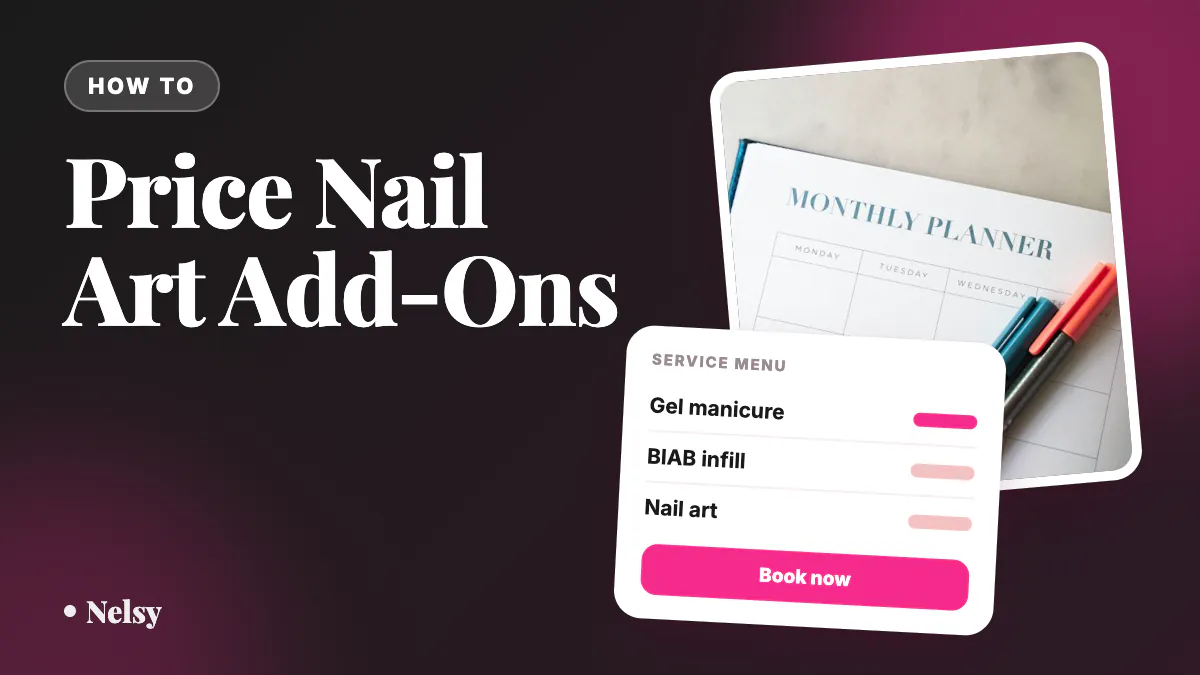 HOW TO
Price Nail
Art Add-Ons
MONTHLY PLANNER
MONDAY
TUESDAY
WEDNESDAY
SERVICE MENU
Gel manicure
BIAB infill
Nail art
Book now
Nelsy